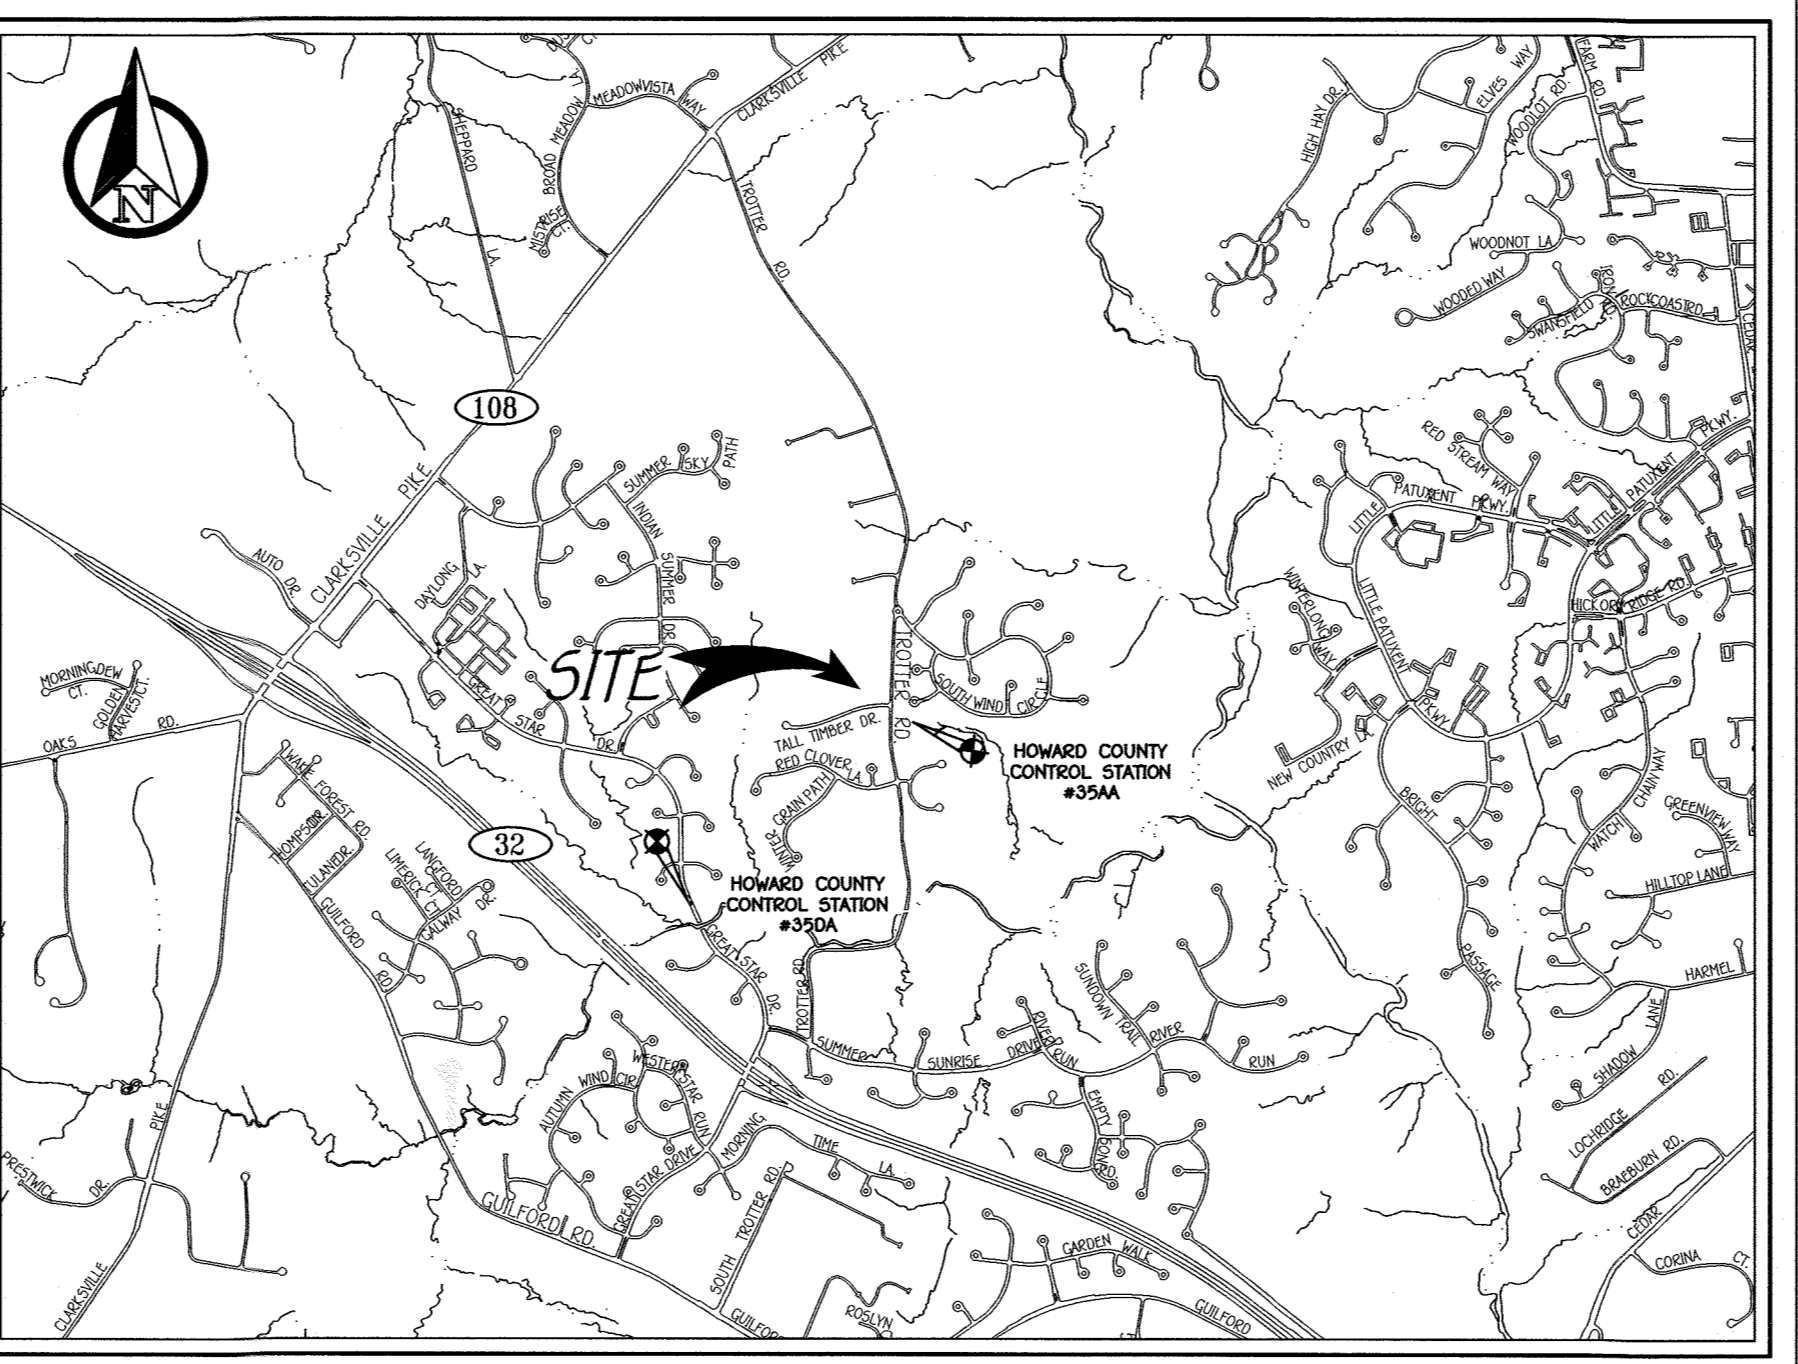 N
DUS
CT.
LA.
MEADOWVISTA WAY
CLARKSVILLE PIKE
SHEPPARD LA.
BROAD MEADOW
MISTRISE CT.
TROTTER RD.
HIGH HAY DR.
ELVES WAY
WOODLOT RD.
FARM RD.
WOODNOT LA
WOODED WAY
SWANSFIELD
ROCKCOAST RD.
CEDAR
108
CLARKSVILLE PIKE
SUMMER SKY PATH
INDIAN SUMMER DR.
RED STREAM WAY
PATUXENT PKWY.
LITTLE PATUXENT PKWY.
LITTLE
AUTO DR.
DAYLONG LA.
HICKORY RIDGE RD.
WINTERLONG WAY
LITTLE PATUXENT PKWY
MORNINGDEW CT.
GOLDEN HARVEST CT.
OAKS RD.
GREAT STAR DR.
SITE
TROTTER RD.
SOUTH WIND CIRCLE
TALL TIMBER DR.
RED CLOVER LA.
WINTER GRAIN PATH
HOWARD COUNTY
CONTROL STATION
#35AA
NEW COUNTRY LA.
BRIGHT PASSAGE
WATCH CHAIN WAY
GREENVIEW WAY
HILLTOP LANE
WAKE FOREST RD.
THOMPSON DR.
TULANE DR.
32
LANGFORD CT.
LIMERICK CT.
GALWAY DR.
GUILFORD RD.
HOWARD COUNTY
CONTROL STATION
#35DA
GREAT STAR DR.
TROTTER RD.
SUNDOWN TRAIL
HARMEL
SHADOW LANE
SUMMER SUNRISE DRIVE
RIVER RUN
RIVER RUN
LOCHRIDGE RD.
BRAEBURN RD.
WESTERN STAR RUN
AUTUMN WIND CIR.
EMPTY SONG RD.
PIKE
PRESTWICK DR.
MORNING TIME LA.
GREAT STAR DRIVE
GUILFORD RD.
SOUTH TROTTER RD.
GARDEN WALK
CEDAR
CORINA CT.
CLARKSVILLE
GUILFORD
ROSLYN
GUILFORD